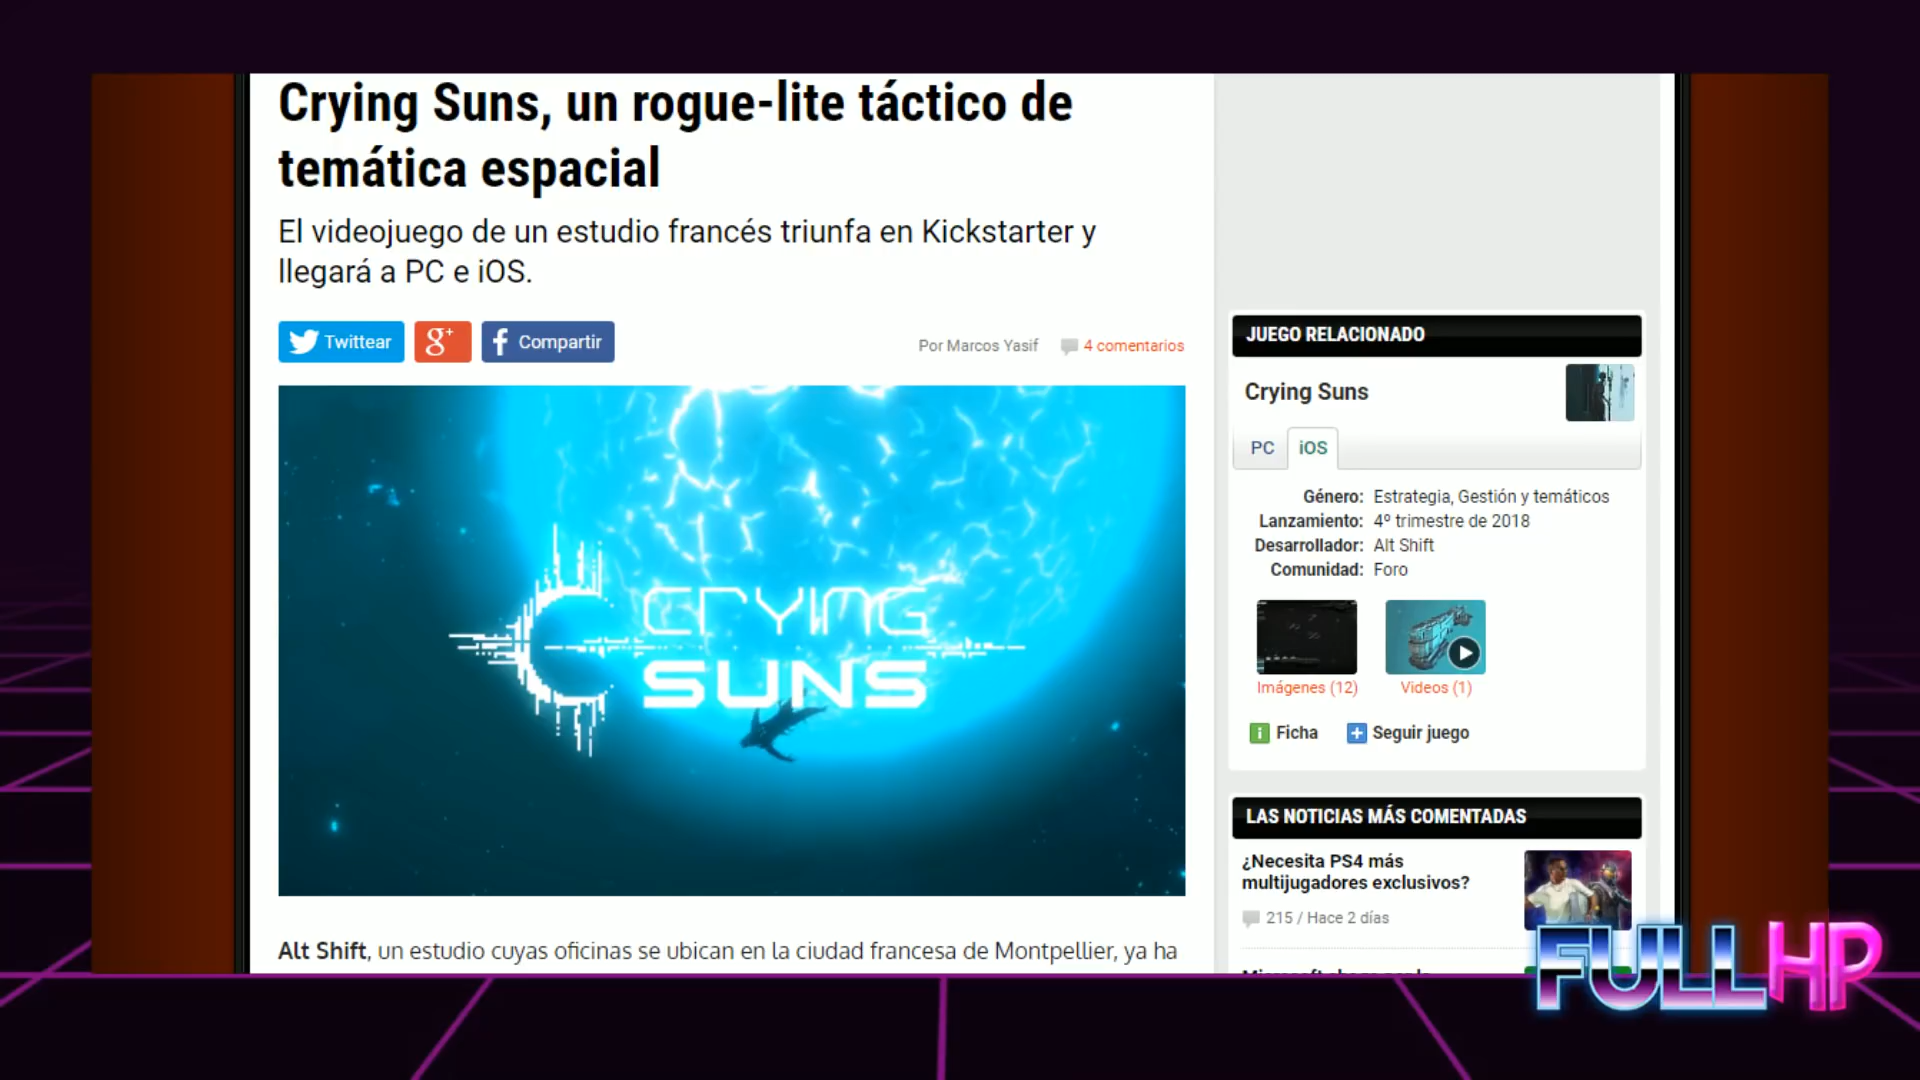 Crying Suns, un rogue-lite táctico de
temática espacial
El videojuego de un estudio francés triunfa en Kickstarter y
llegará a PC e iOS.
Twittear
g+
f Compartir
Por Marcos Yasif
4 comentarios
CRYING
SUNS
Alt Shift, un estudio cuyas oficinas se ubican en la ciudad francesa de Montpellier, ya ha
JUEGO RELACIONADO
Crying Suns
PC
iOS
Género: Estrategia, Gestión y temáticos
Lanzamiento: 4º trimestre de 2018
Desarrollador: Alt Shift
Comunidad: Foro
Imágenes (12)
Videos (1)
i Ficha
+ Seguir juego
LAS NOTICIAS MÁS COMENTADAS
¿Necesita PS4 más
multijugadores exclusivos?
215 / Hace 2 días
FULL HP